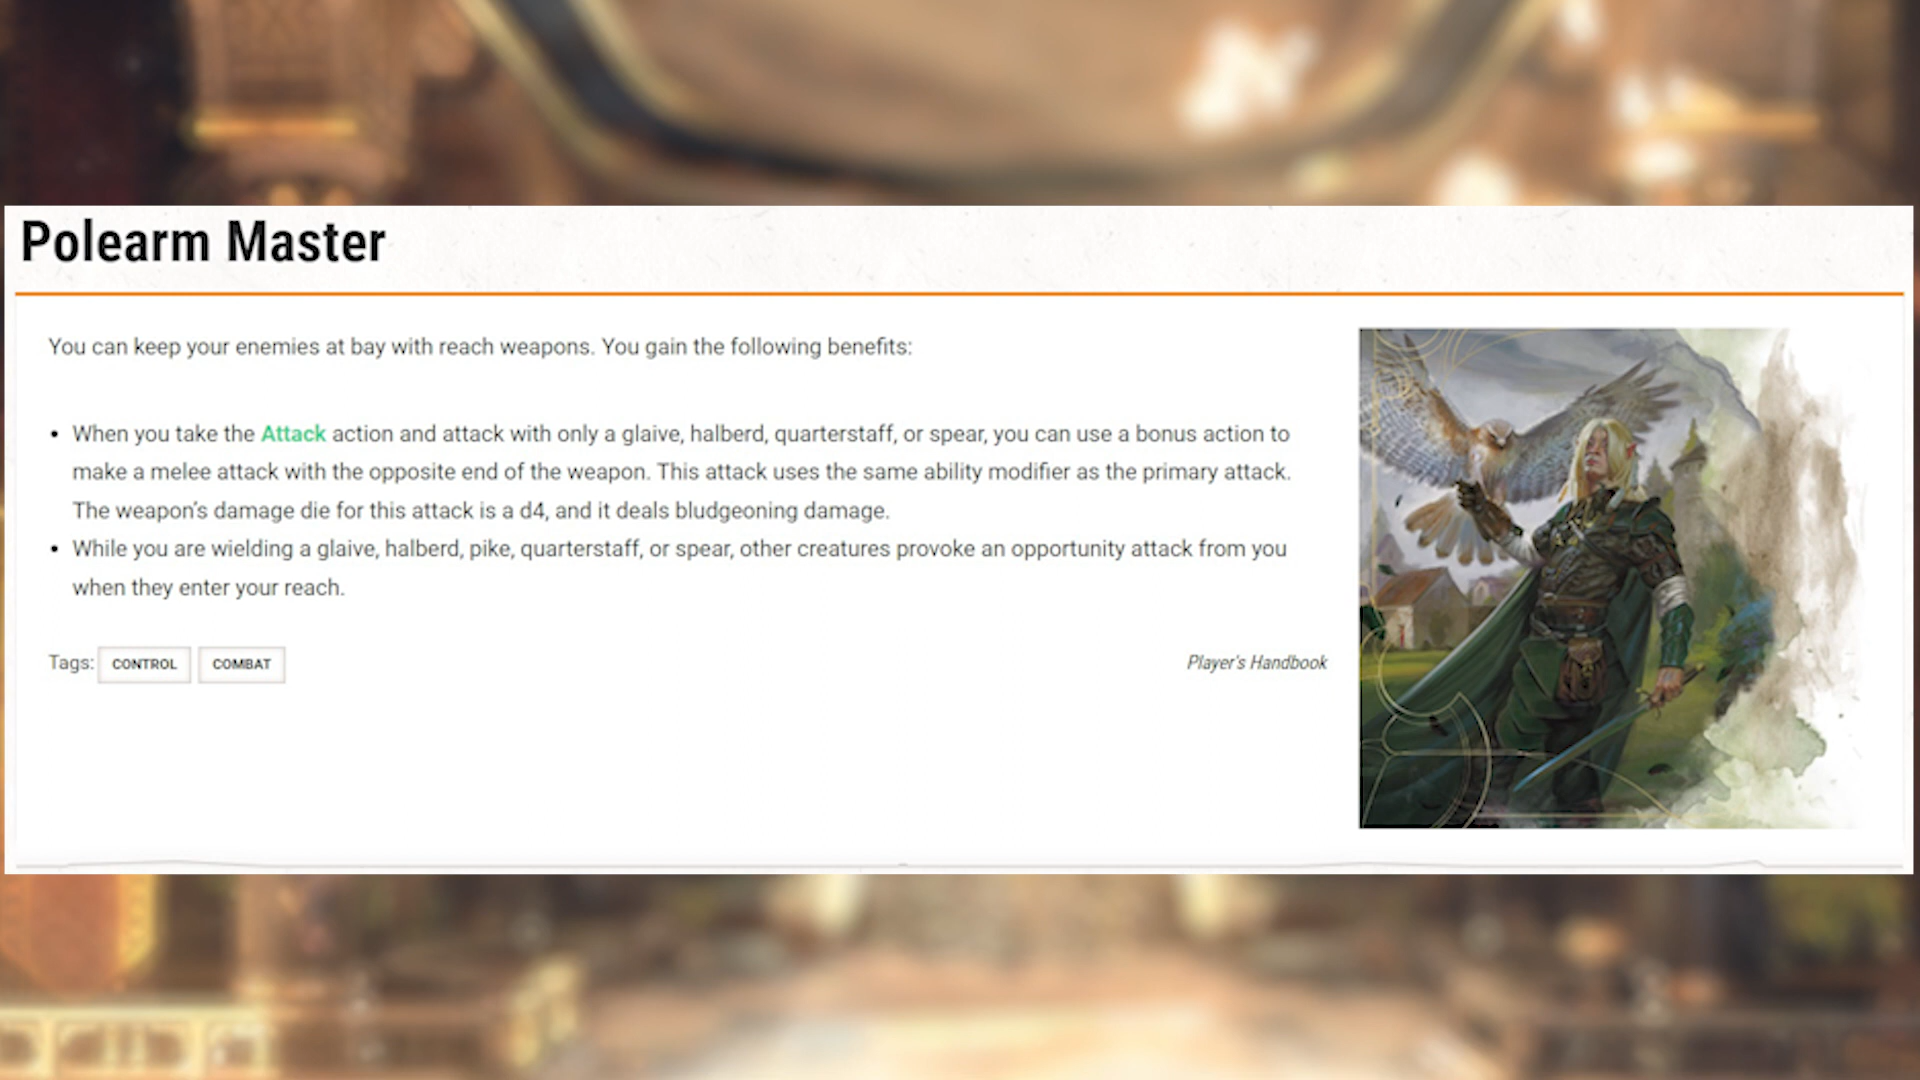 Polearm Master
You can keep your enemies at bay with reach weapons. You gain the following benefits:
• When you take the Attack action and attack with only a glaive, halberd, quarterstaff, or spear, you can use a bonus action to
make a melee attack with the opposite end of the weapon. This attack uses the same ability modifier as the primary attack.
The weapon’s damage die for this attack is a d4, and it deals bludgeoning damage.
• While you are wielding a glaive, halberd, pike, quarterstaff, or spear, other creatures provoke an opportunity attack from you
when they enter your reach.
Tags: CONTROL COMBAT
Player's Handbook